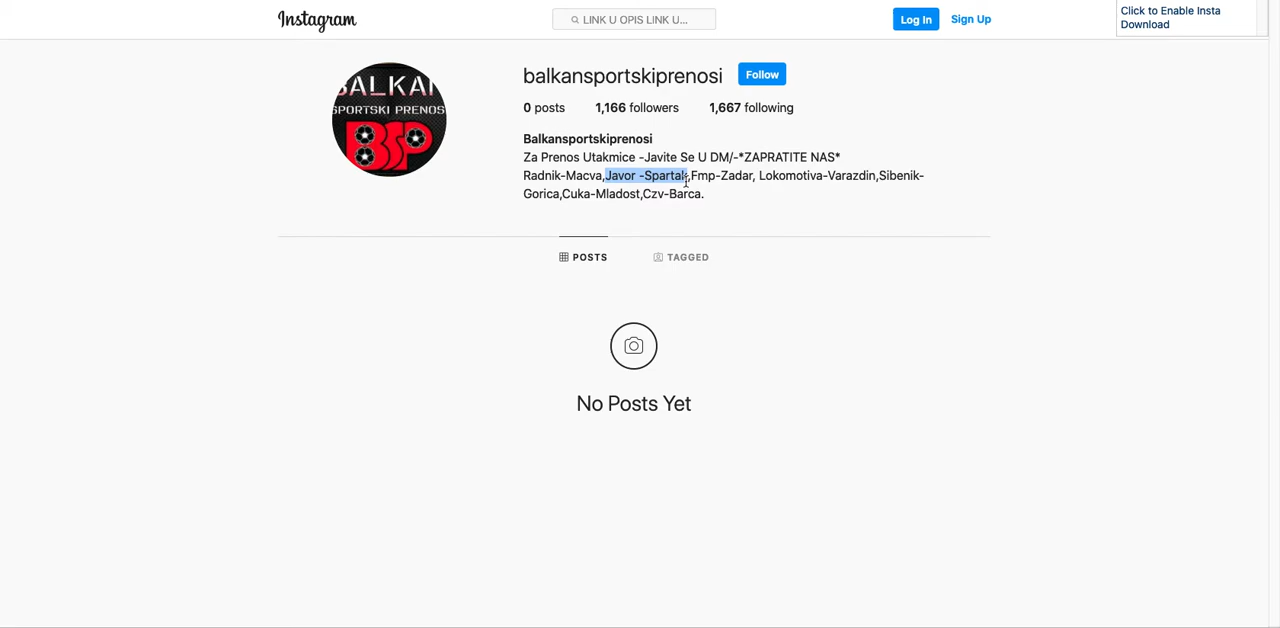 Instagram
LINK U OPIS LINK U...
Log In
Sign Up
Click to Enable Insta
Download
BALKAN
SPORTSKI PRENOS
BSP
balkansportskiprenosi
Follow
0 posts 1,166 followers 1,667 following
Balkansportskiprenosi
Za Prenos Utakmice -Javite Se U DM/-*ZAPRATITE NAS*
Radnik-Macva,Javor -Spartak,Fmp-Zadar, Lokomotiva-Varazdin,Sibenik-
Gorica,Cuka-Mladost,Czv-Barca.
POSTS
TAGGED
No Posts Yet